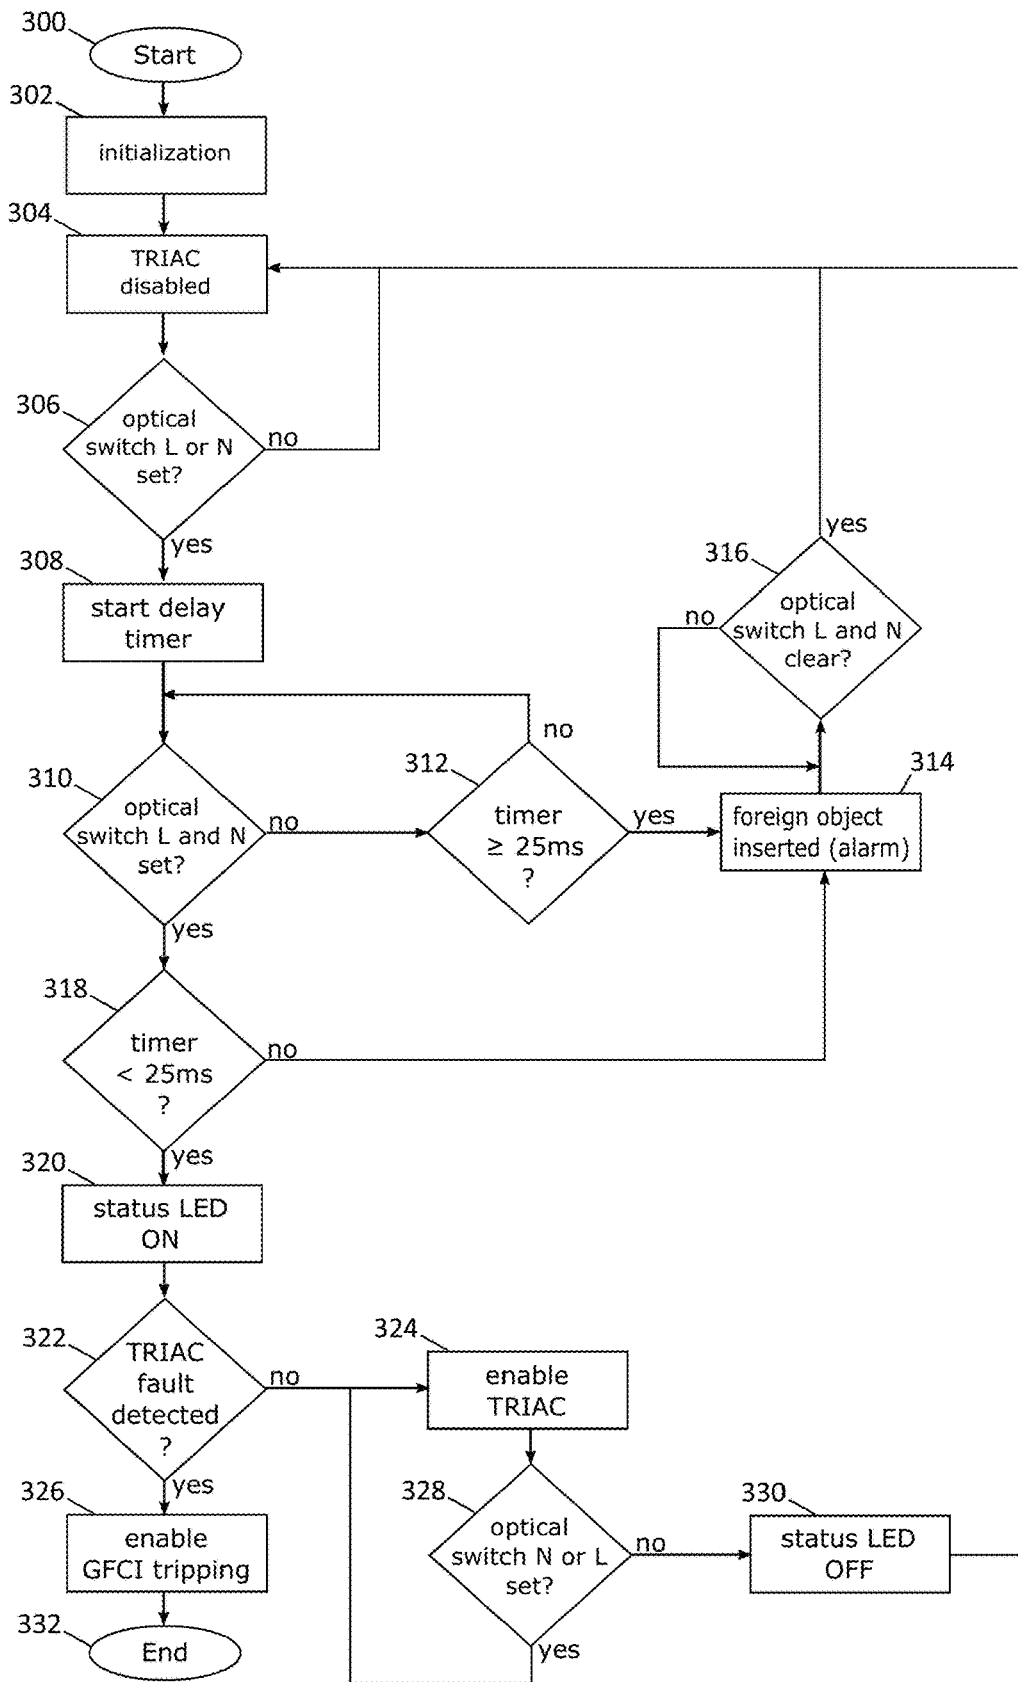 300
Start
302
initialization
304
TRIAC
disabled
306
optical
switch L or N
set?
no
yes
308
start delay
timer
316
yes
optical
switch L and N
clear?
no
310
optical
switch L and N
set?
no
yes
312
no
timer
≥ 25ms
?
yes
314
foreign object
inserted (alarm)
318
timer
< 25ms
?
no
yes
320
status LED
ON
322
TRIAC
fault
detected
?
no
yes
324
enable
TRIAC
326
enable
GFCI tripping
328
optical
switch N or L
set?
no
yes
330
status LED
OFF
332
End